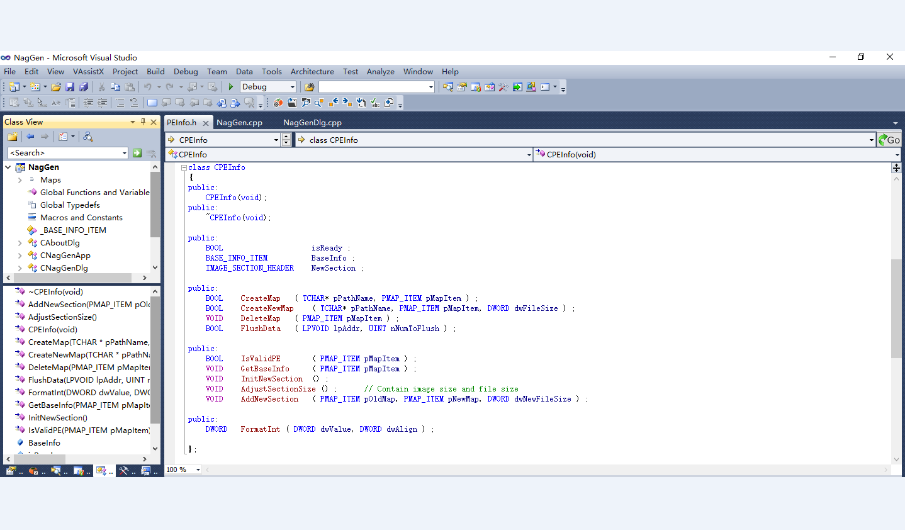 NagGen - Microsoft Visual Studio
File Edit View VAssistX Project Build Debug Team Data Tools Architecture Test Analyze Window Help
Debug
Class View
PEInfo.h NagGen.cpp NagGenDlg.cpp
CPEInfo class CPEInfo Go
<Search>
CPEInfo CPEInfo(void)
NagGen
Maps
Global Functions and Variable
Global Typedefs
Macros and Constants
_BASE_INFO_ITEM
CAboutDlg
CNagGenApp
CNagGenDlg
~CPEInfo(void)
AddNewSection(PMAP_ITEM pOld
AdjustSectionSize()
CPEInfo(void)
CreateMap(TCHAR * pPathName,
CreateNewMap(TCHAR * pPathNa
DeleteMap(PMAP_ITEM pMapIter
FlushData(LPVOID lpAddr, UINT n
FormatInt(DWORD dwValue, DWO
GetBaseInfo(PMAP_ITEM pMapIt
InitNewSection()
IsValidPE(PMAP_ITEM pMapItem)
BaseInfo
class CPEInfo
{
public:
CPEInfo(void);
public:
~CPEInfo(void);
public:
BOOL isReady ;
BASE_INFO_ITEM BaseInfo ;
IMAGE_SECTION_HEADER NewSection ;
public:
BOOL CreateMap ( TCHAR* pPathName, PMAP_ITEM pMapItem ) ;
BOOL CreateNewMap ( TCHAR* pPathName, PMAP_ITEM pMapItem, DWORD dwFileSize ) ;
VOID DeleteMap ( PMAP_ITEM pMapItem ) ;
BOOL FlushData ( LPVOID lpAddr, UINT nNumToFlush ) ;
public:
BOOL IsValidPE ( PMAP_ITEM pMapItem ) ;
VOID GetBaseInfo ( PMAP_ITEM pMapItem ) ;
VOID InitNewSection () ;
VOID AdjustSectionSize () ; // Contain image size and file size
VOID AddNewSection ( PMAP_ITEM pOldMap, PMAP_ITEM pNewMap, DWORD dwNewFileSize ) ;
public:
DWORD FormatInt ( DWORD dwValue, DWORD dwAlign ) ;
};
100 %